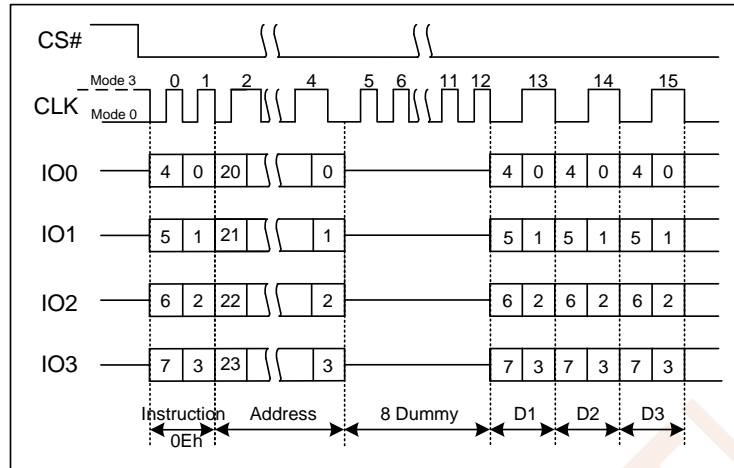 CS#
Mode 3 0 1 2 4 5 6 11 12 13 14 15
CLK
Mode 0
IO0 4 0 20 0 4 0 4 0 4 0
IO1 5 1 21 1 5 1 5 1 5 1
IO2 6 2 22 2 6 2 6 2 6 2
IO3 7 3 23 3 7 3 7 3 7 3
Instruction Address 8 Dummy D1 D2 D3
0Eh